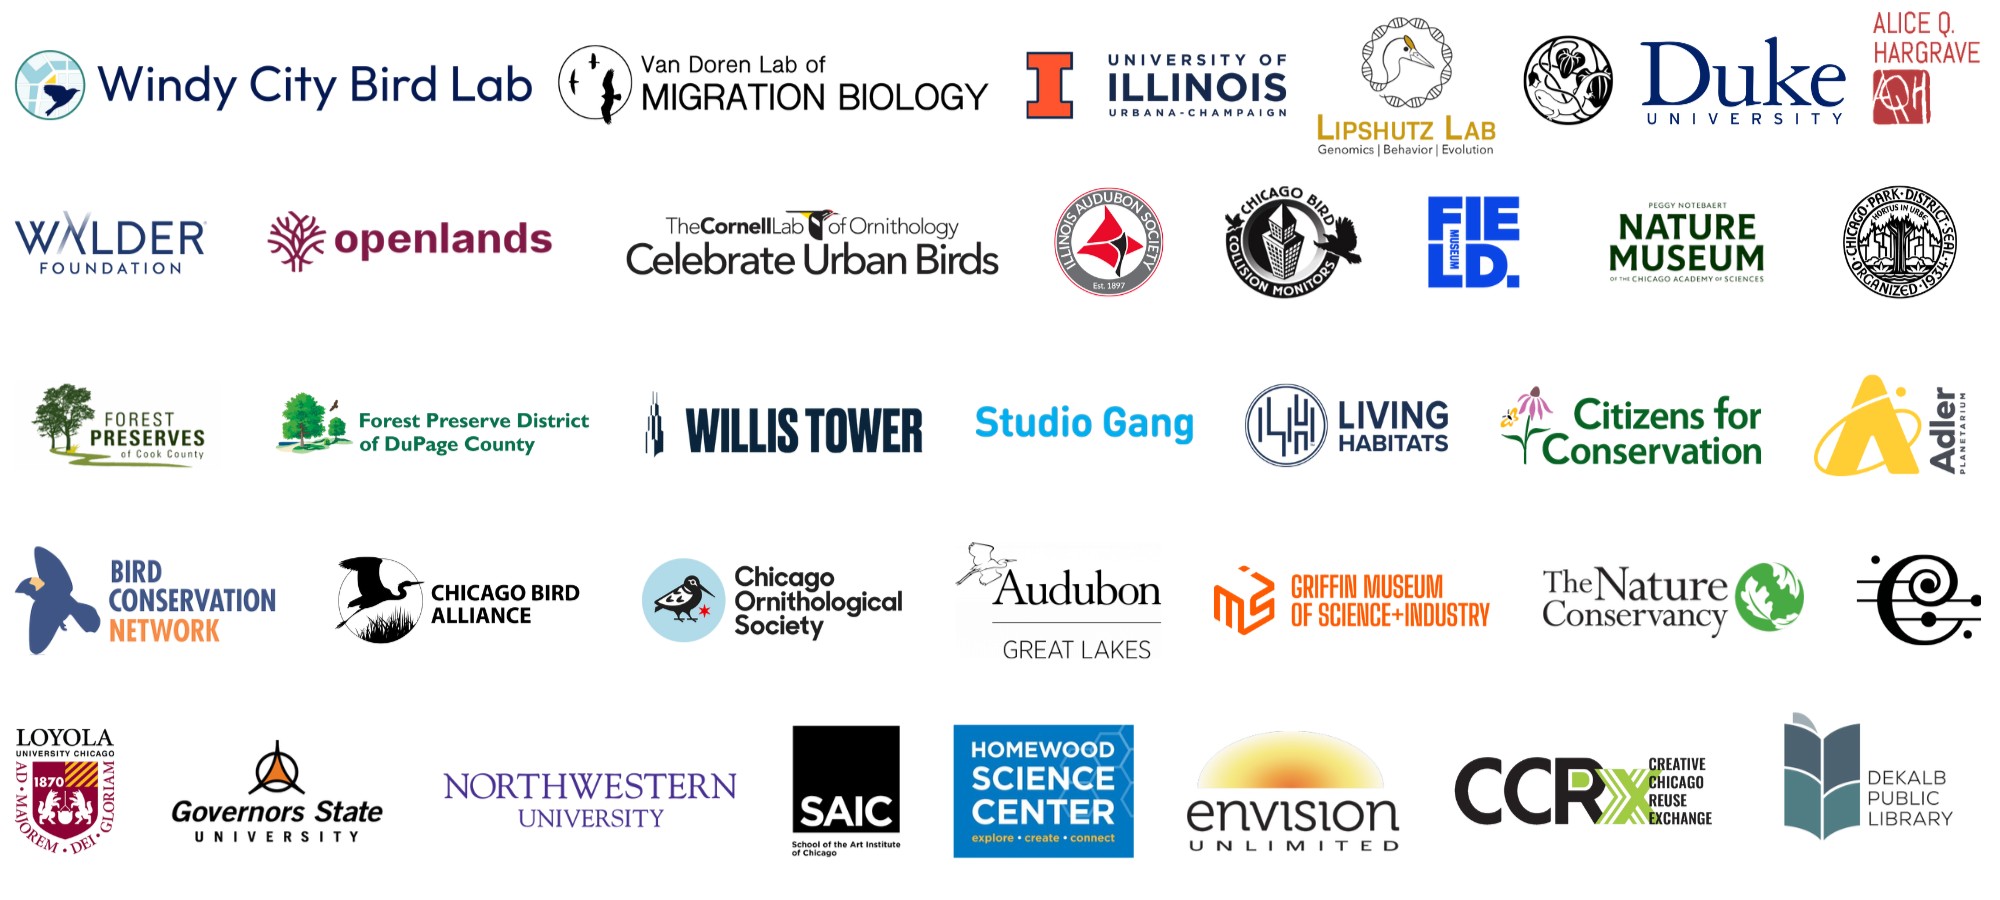 Windy City Bird Lab
Van Doren Lab of
MIGRATION BIOLOGY
UNIVERSITY OF
ILLINOIS
URBANA-CHAMPAIGN
LIPSHUTZ LAB
Genomics | Behavior | Evolution
Duke
UNIVERSITY
ALICE Q.
HARGRAVE
AQH
WALDER
FOUNDATION
openlands
TheCornellLab of Ornithology
Celebrate Urban Birds
ILLINOIS AUDUBON SOCIETY
Est. 1897
CHICAGO BIRD
COLLISION MONITORS
FIE
LD.
MUSEUM
PEGGY NOTEBAERT
NATURE
MUSEUM
OF THE CHICAGO ACADEMY OF SCIENCES
CHICAGO·PARK·DISTRICT·SEAL·
ORGANIZED·1934·
HORTUS IN URBE
FOREST
PRESERVES
of Cook County
Forest Preserve District
of DuPage County
WILLIS TOWER
Studio Gang
LIVING
HABITATS
Citizens for
Conservation
Adler
PLANETARIUM
BIRD
CONSERVATION
NETWORK
CHICAGO BIRD
ALLIANCE
Chicago
Ornithological
Society
Audubon
GREAT LAKES
msi
GRIFFIN MUSEUM
OF SCIENCE+INDUSTRY
The Nature
Conservancy
LOYOLA
UNIVERSITY CHICAGO
1870
AD·MAJOREM·DEI·GLORIAM
Governors State
UNIVERSITY
NORTHWESTERN
UNIVERSITY
SAIC
School of the Art Institute
of Chicago
HOMEWOOD
SCIENCE
CENTER
explore • create • connect
envision
UNLIMITED
CCRX
CREATIVE
CHICAGO
REUSE
EXCHANGE
DEKALB
PUBLIC
LIBRARY